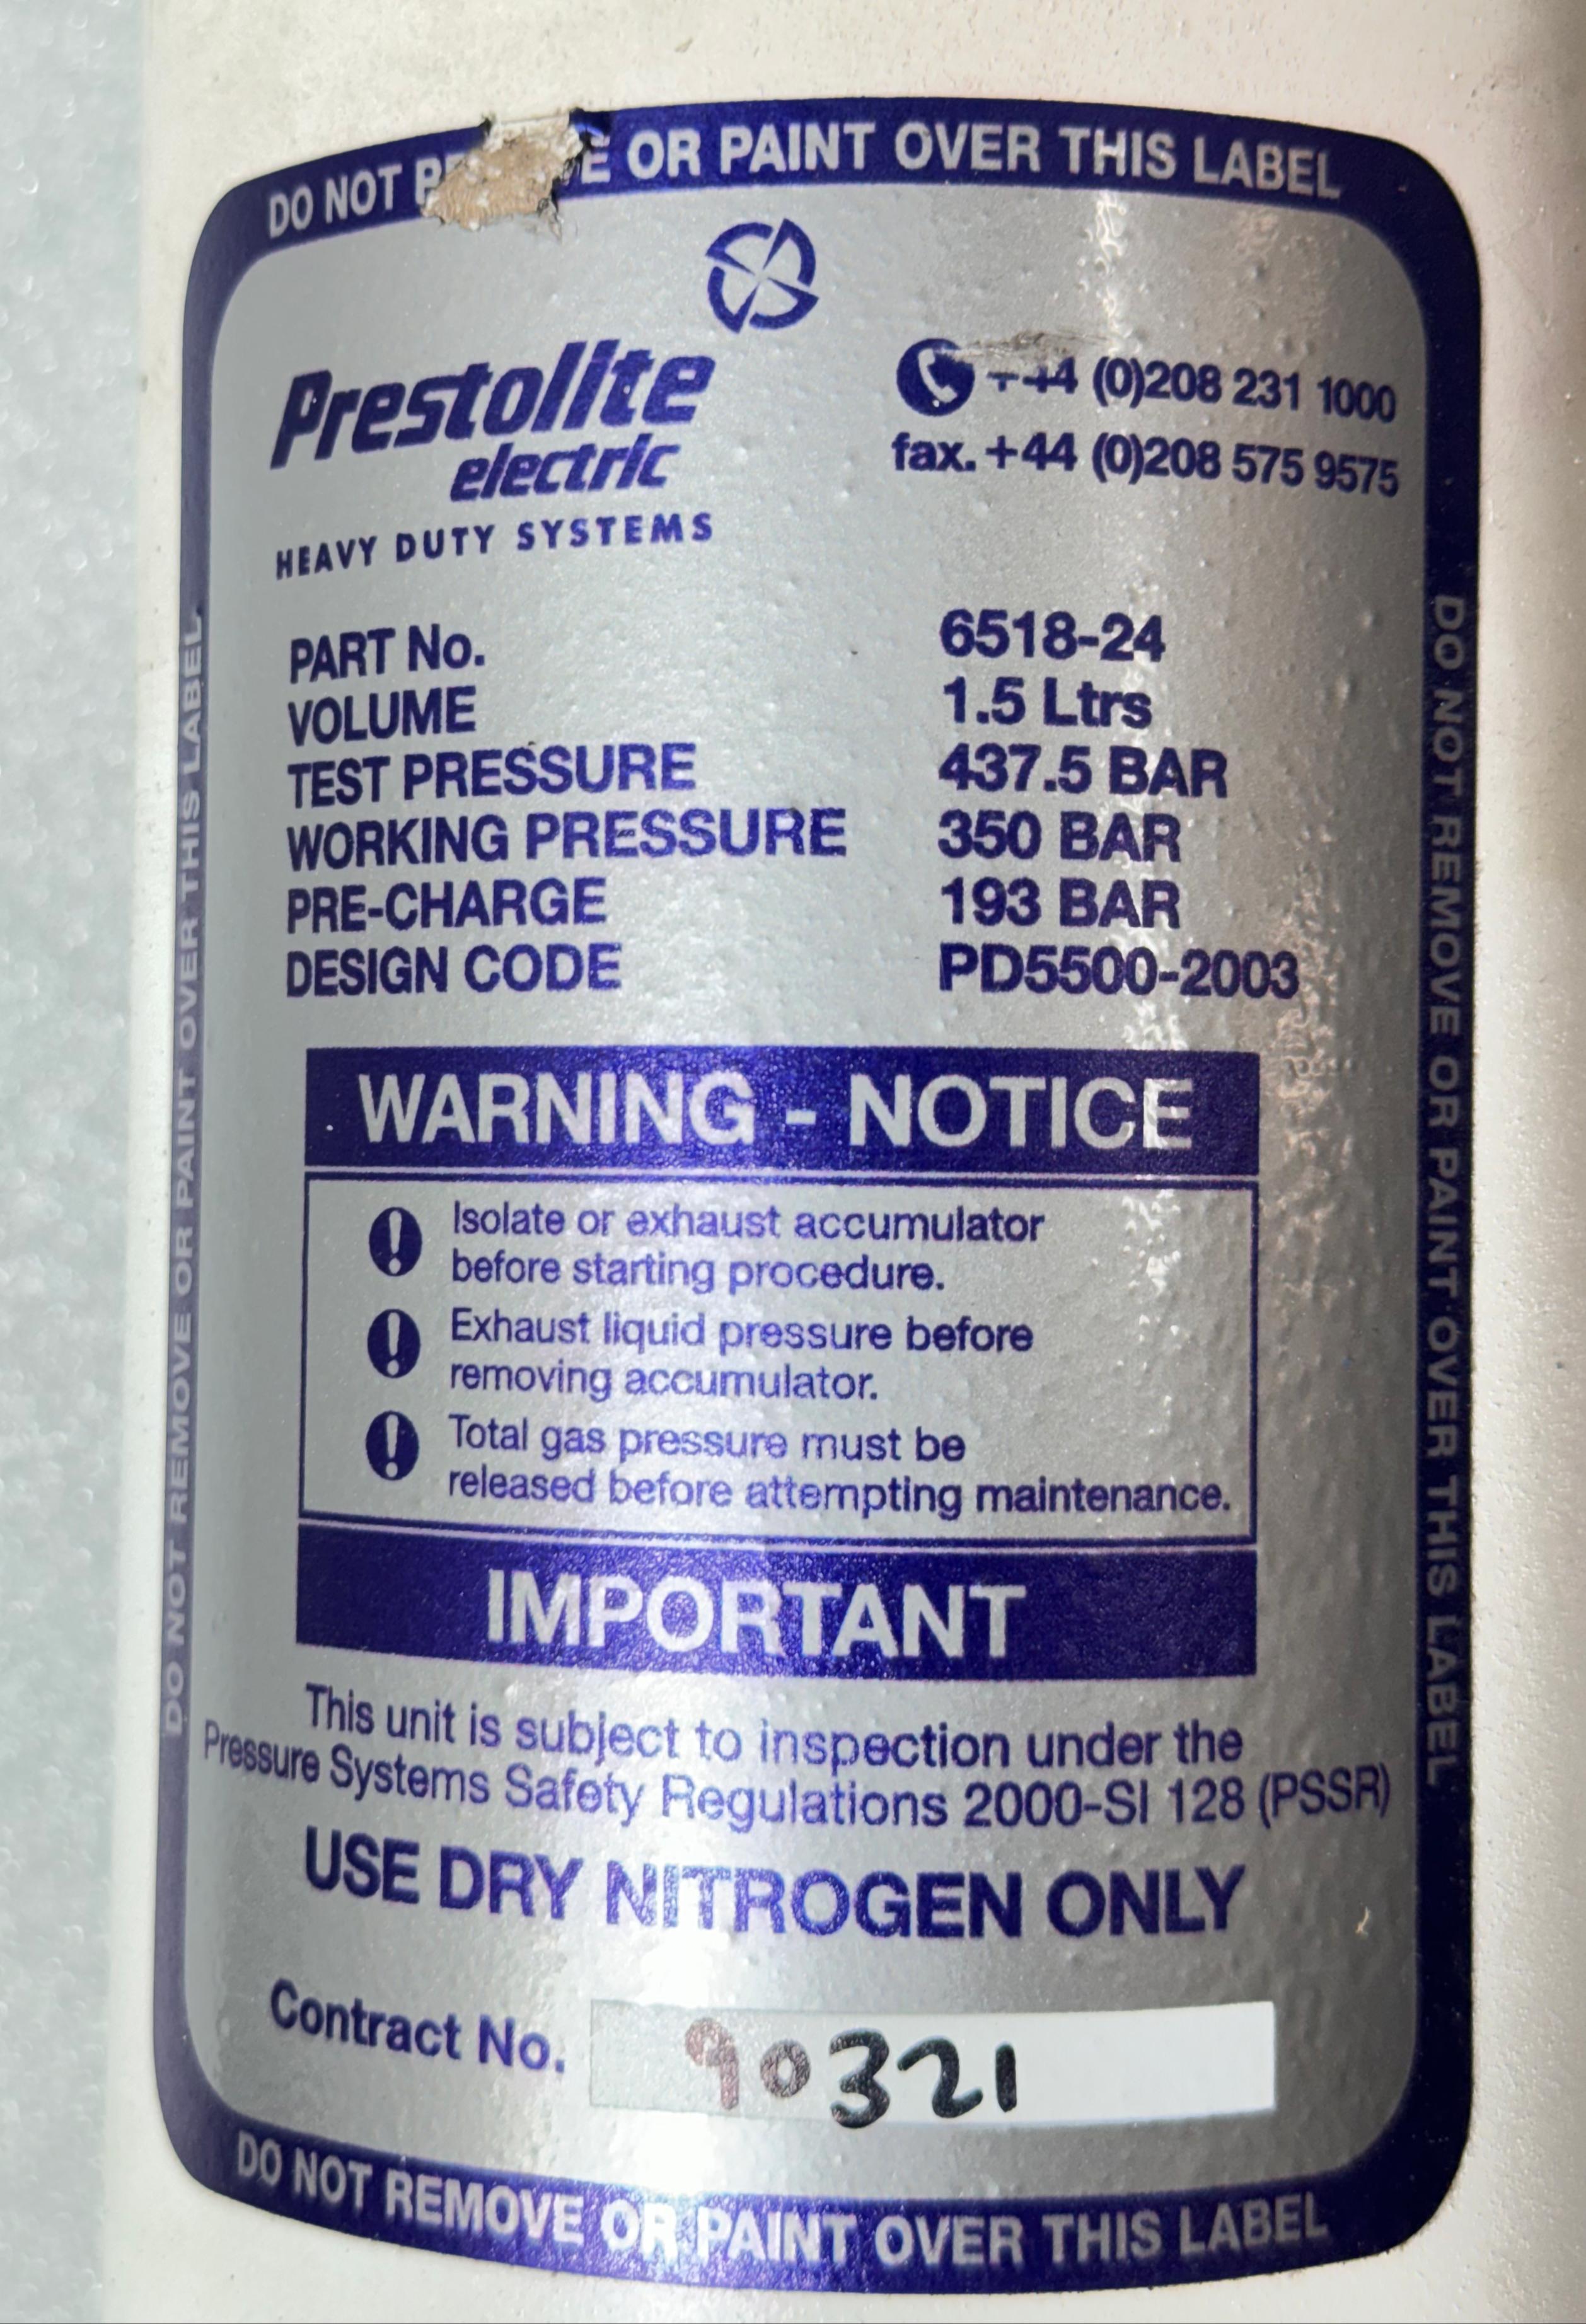 DO NOT OR PAINT OVER THIS LABEL
Prestolite
electric
HEAVY DUTY SYSTEMS
(0)208 231 1000
fax. +44 (0)208 575 9575
PART No. 6518-24
VOLUME 1.5 Ltrs
TEST PRESSURE 437.5 BAR
WORKING PRESSURE 350 BAR
PRE-CHARGE 193 BAR
DESIGN CODE PD5500-2003
WARNING - NOTICE
Isolate or exhaust accumulator
before starting procedure.
Exhaust liquid pressure before
removing accumulator.
Total gas pressure must be
released before attempting maintenance.
IMPORTANT
This unit is subject to inspection under the
Pressure Systems Safety Regulations 2000-SI 128 (PSSR)
USE DRY NITROGEN ONLY
Contract No. 90321
DO NOT REMOVE OR PAINT OVER THIS LABEL
DO NOT REMOVE OR PAINT OVER THIS LABEL
DO NOT REMOVE OR PAINT OVER THIS LABEL